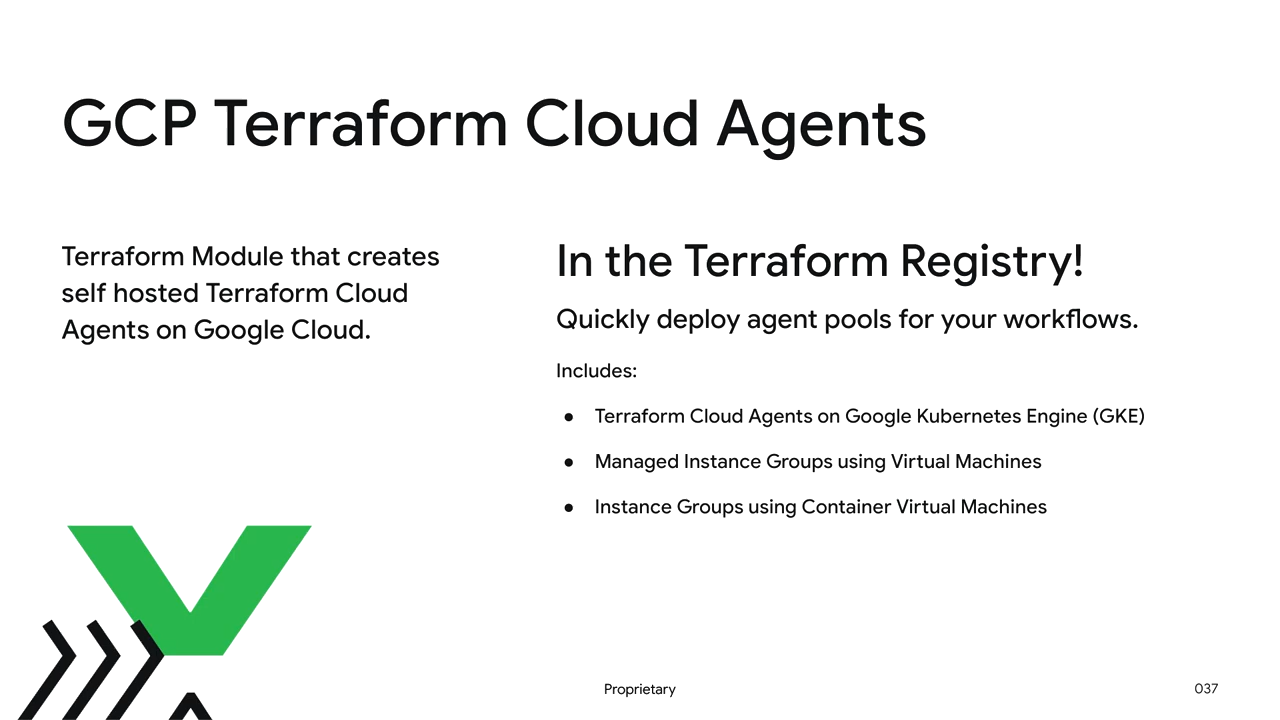 GCP Terraform Cloud Agents
Terraform Module that creates
self hosted Terraform Cloud
Agents on Google Cloud.
In the Terraform Registry!
Quickly deploy agent pools for your workflows.
Includes:
● Terraform Cloud Agents on Google Kubernetes Engine (GKE)
● Managed Instance Groups using Virtual Machines
● Instance Groups using Container Virtual Machines
Proprietary
037